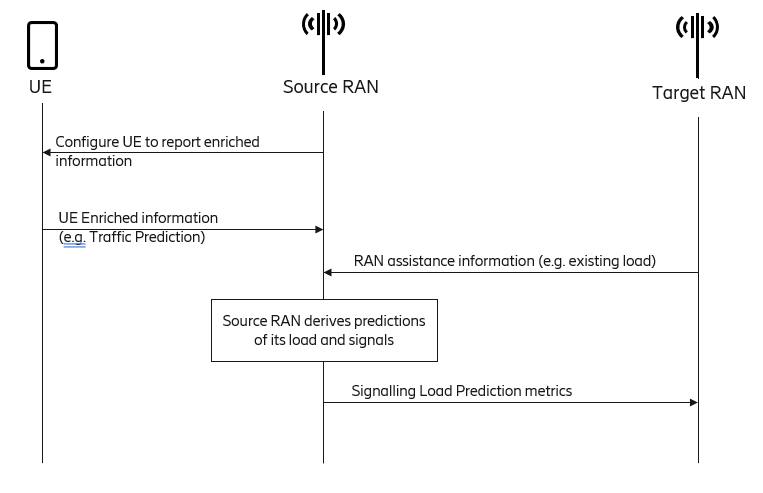 UE
Source RAN
Target RAN
Configure UE to report enriched
information
UE Enriched information
(e.g. Traffic Prediction)
RAN assistance information (e.g. existing load)
Source RAN derives predictions
of its load and signals
Signalling Load Prediction metrics